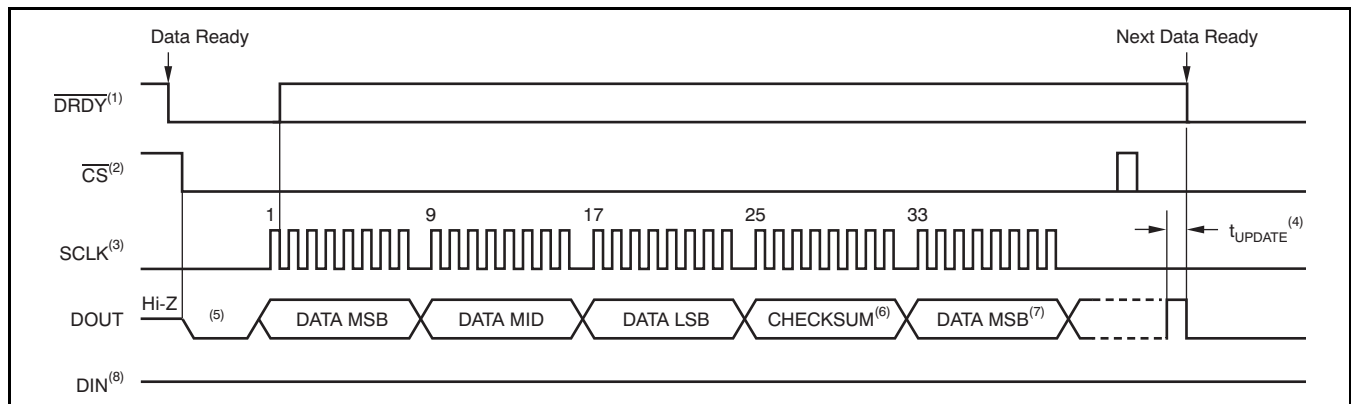 Data Ready
Next Data Ready
DRDY(1)
CS(2)
1 9 17 25 33
SCLK(3)
tUPDATE(4)
Hi-Z
DOUT
(5)
DATA MSB
DATA MID
DATA LSB
CHECKSUM(6)
DATA MSB(7)
DIN(8)